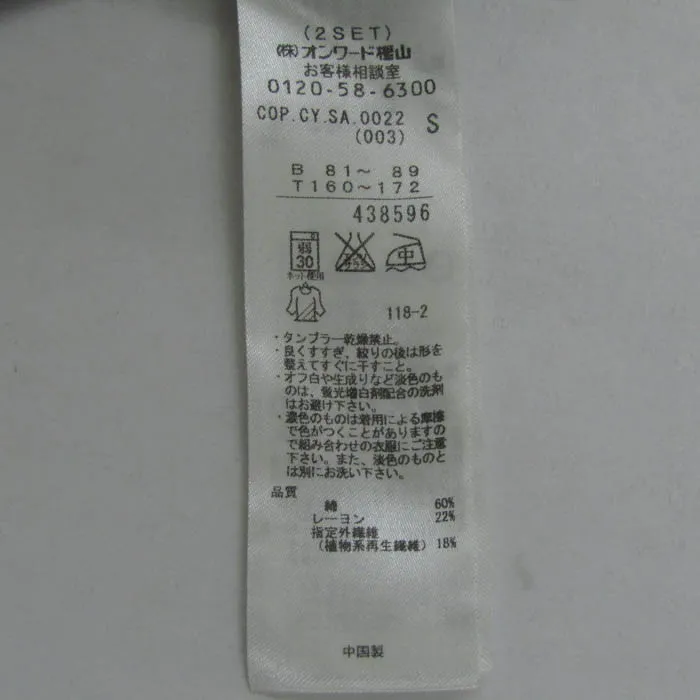 (2SET)
(株)オンワード樫山
お客様相談室
0120-58-6300
COP.CY.SA.0022 S
(003)
B 81～ 89
T160～172
438596
弱
30
ネット使用
中
118-2
・タンブラー乾燥禁止。
・良くすすぎ、絞りの後は形を
整えてすぐに干すこと。
・オフ白や生成りなど淡色のも
のは、蛍光増白剤配合の洗剤
はお避け下さい。
・濃色のものは着用による摩擦
で色がつくことがありますの
で組み合わせの衣服にご注意
下さい。また、淡色のものと
は別にお洗い下さい。
品質
綿 60%
レーヨン 22%
指定外繊維
(植物系再生繊維) 18%
中国製